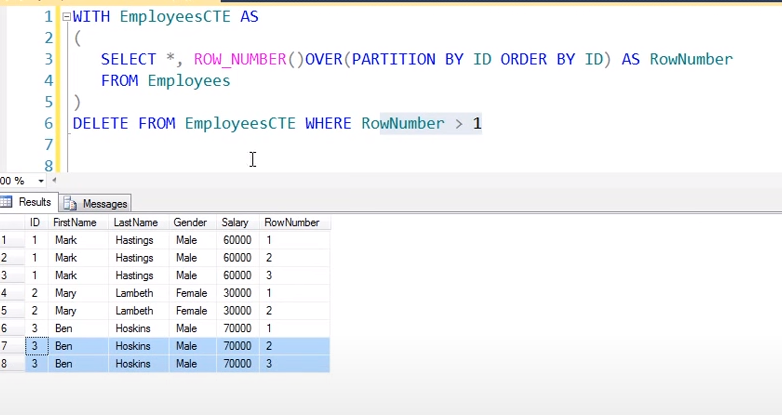 1 WITH EmployeesCTE AS
2 (
3 SELECT *, ROW_NUMBER()OVER(PARTITION BY ID ORDER BY ID) AS RowNumber
4 FROM Employees
5 )
6 DELETE FROM EmployeesCTE WHERE RowNumber > 1
7
8
00 %
Results Messages
ID FirstName LastName Gender Salary RowNumber
1 1 Mark Hastings Male 60000 1
2 1 Mark Hastings Male 60000 2
3 1 Mark Hastings Male 60000 3
4 2 Mary Lambeth Female 30000 1
5 2 Mary Lambeth Female 30000 2
6 3 Ben Hoskins Male 70000 1
7 3 Ben Hoskins Male 70000 2
8 3 Ben Hoskins Male 70000 3